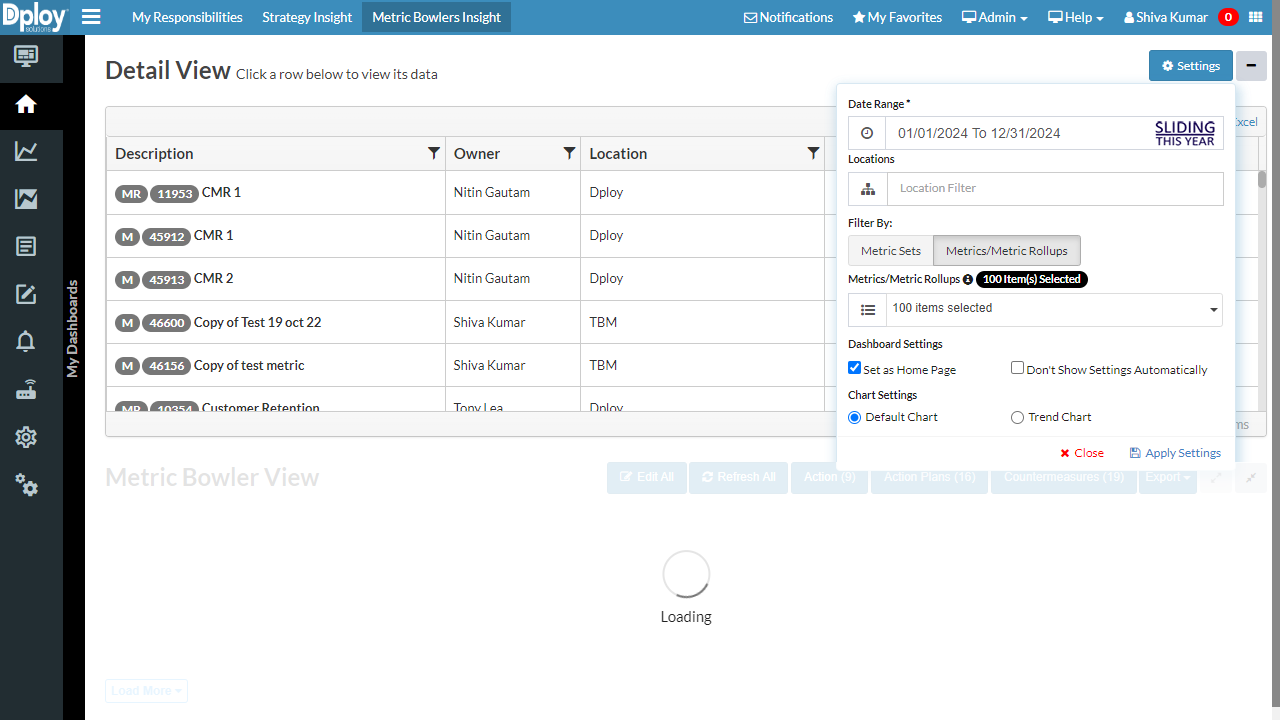 Dploy
solutions
My Responsibilities
Strategy Insight
Metric Bowlers Insight
Notifications
My Favorites
Admin
Help
Shiva Kumar
0
My Dashboards
Detail View Click a row below to view its data
Settings
Excel
Description
Owner
Location
MR 11953 CMR 1
Nitin Gautam
Dploy
M 45912 CMR 1
Nitin Gautam
Dploy
M 45913 CMR 2
Nitin Gautam
Dploy
M 46600 Copy of Test 19 oct 22
Shiva Kumar
TBM
M 46156 Copy of test metric
Shiva Kumar
TBM
MR 10354 Customer Retention
Tony Lea
Dploy
Date Range *
01/01/2024 To 12/31/2024
SLIDING
THIS YEAR
Locations
Location Filter
Filter By:
Metric Sets
Metrics/Metric Rollups
Metrics/Metric Rollups 100 Item(s) Selected
100 items selected
Dashboard Settings
Set as Home Page
Don't Show Settings Automatically
Chart Settings
Default Chart
Trend Chart
Close
Apply Settings
Metric Bowler View
Edit All
Refresh All
Action (9)
Action Plans (16)
Countermeasures (19)
Export
Loading
Load More